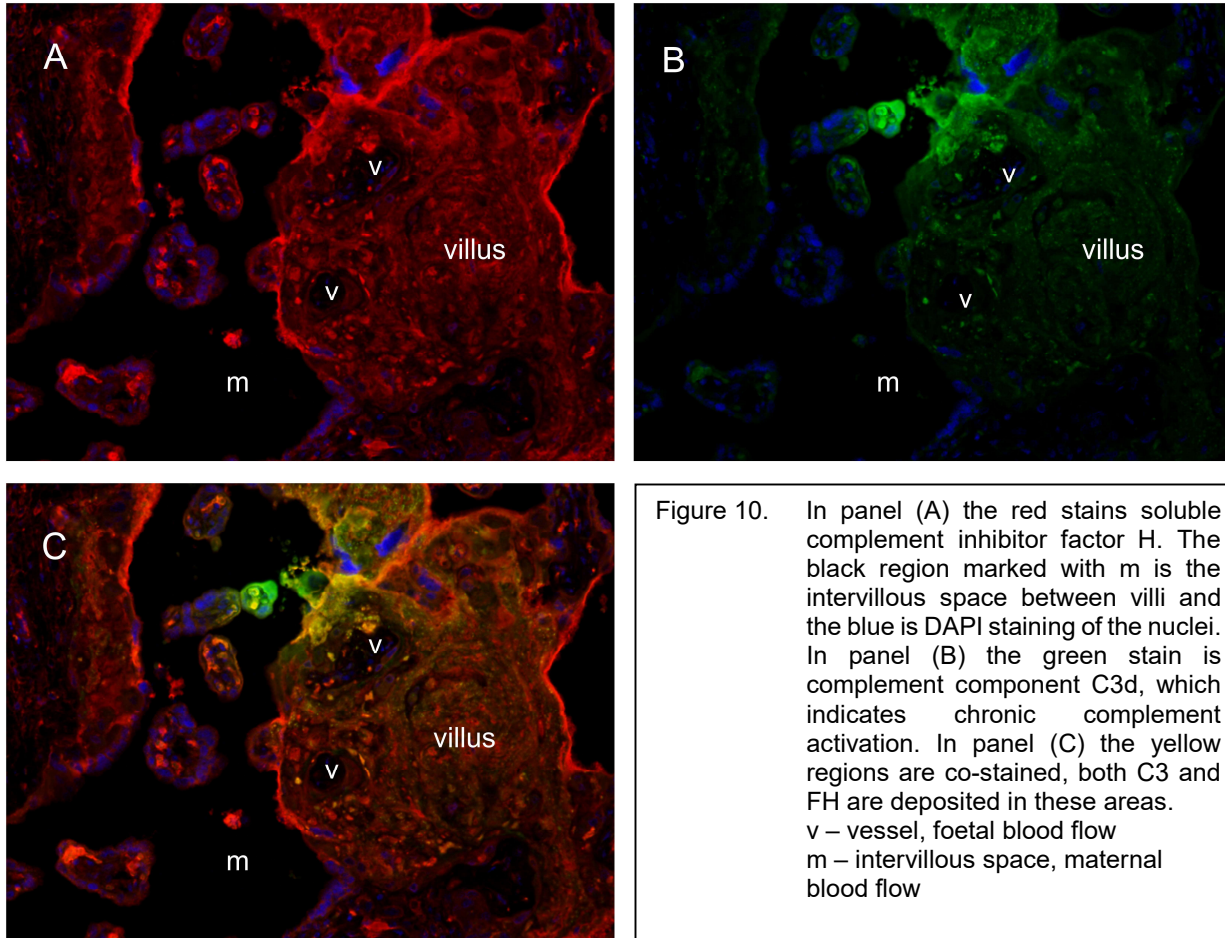 A
v
villus
v
m
B
v
villus
v
m
C
v
villus
v
m
Figure 10. In panel (A) the red stains soluble
complement inhibitor factor H. The
black region marked with m is the
intervillous space between villi and
the blue is DAPI staining of the nuclei.
In panel (B) the green stain is
complement component C3d, which
indicates chronic complement
activation. In panel (C) the yellow
regions are co-stained, both C3 and
FH are deposited in these areas.
v – vessel, foetal blood flow
m – intervillous space, maternal
blood flow